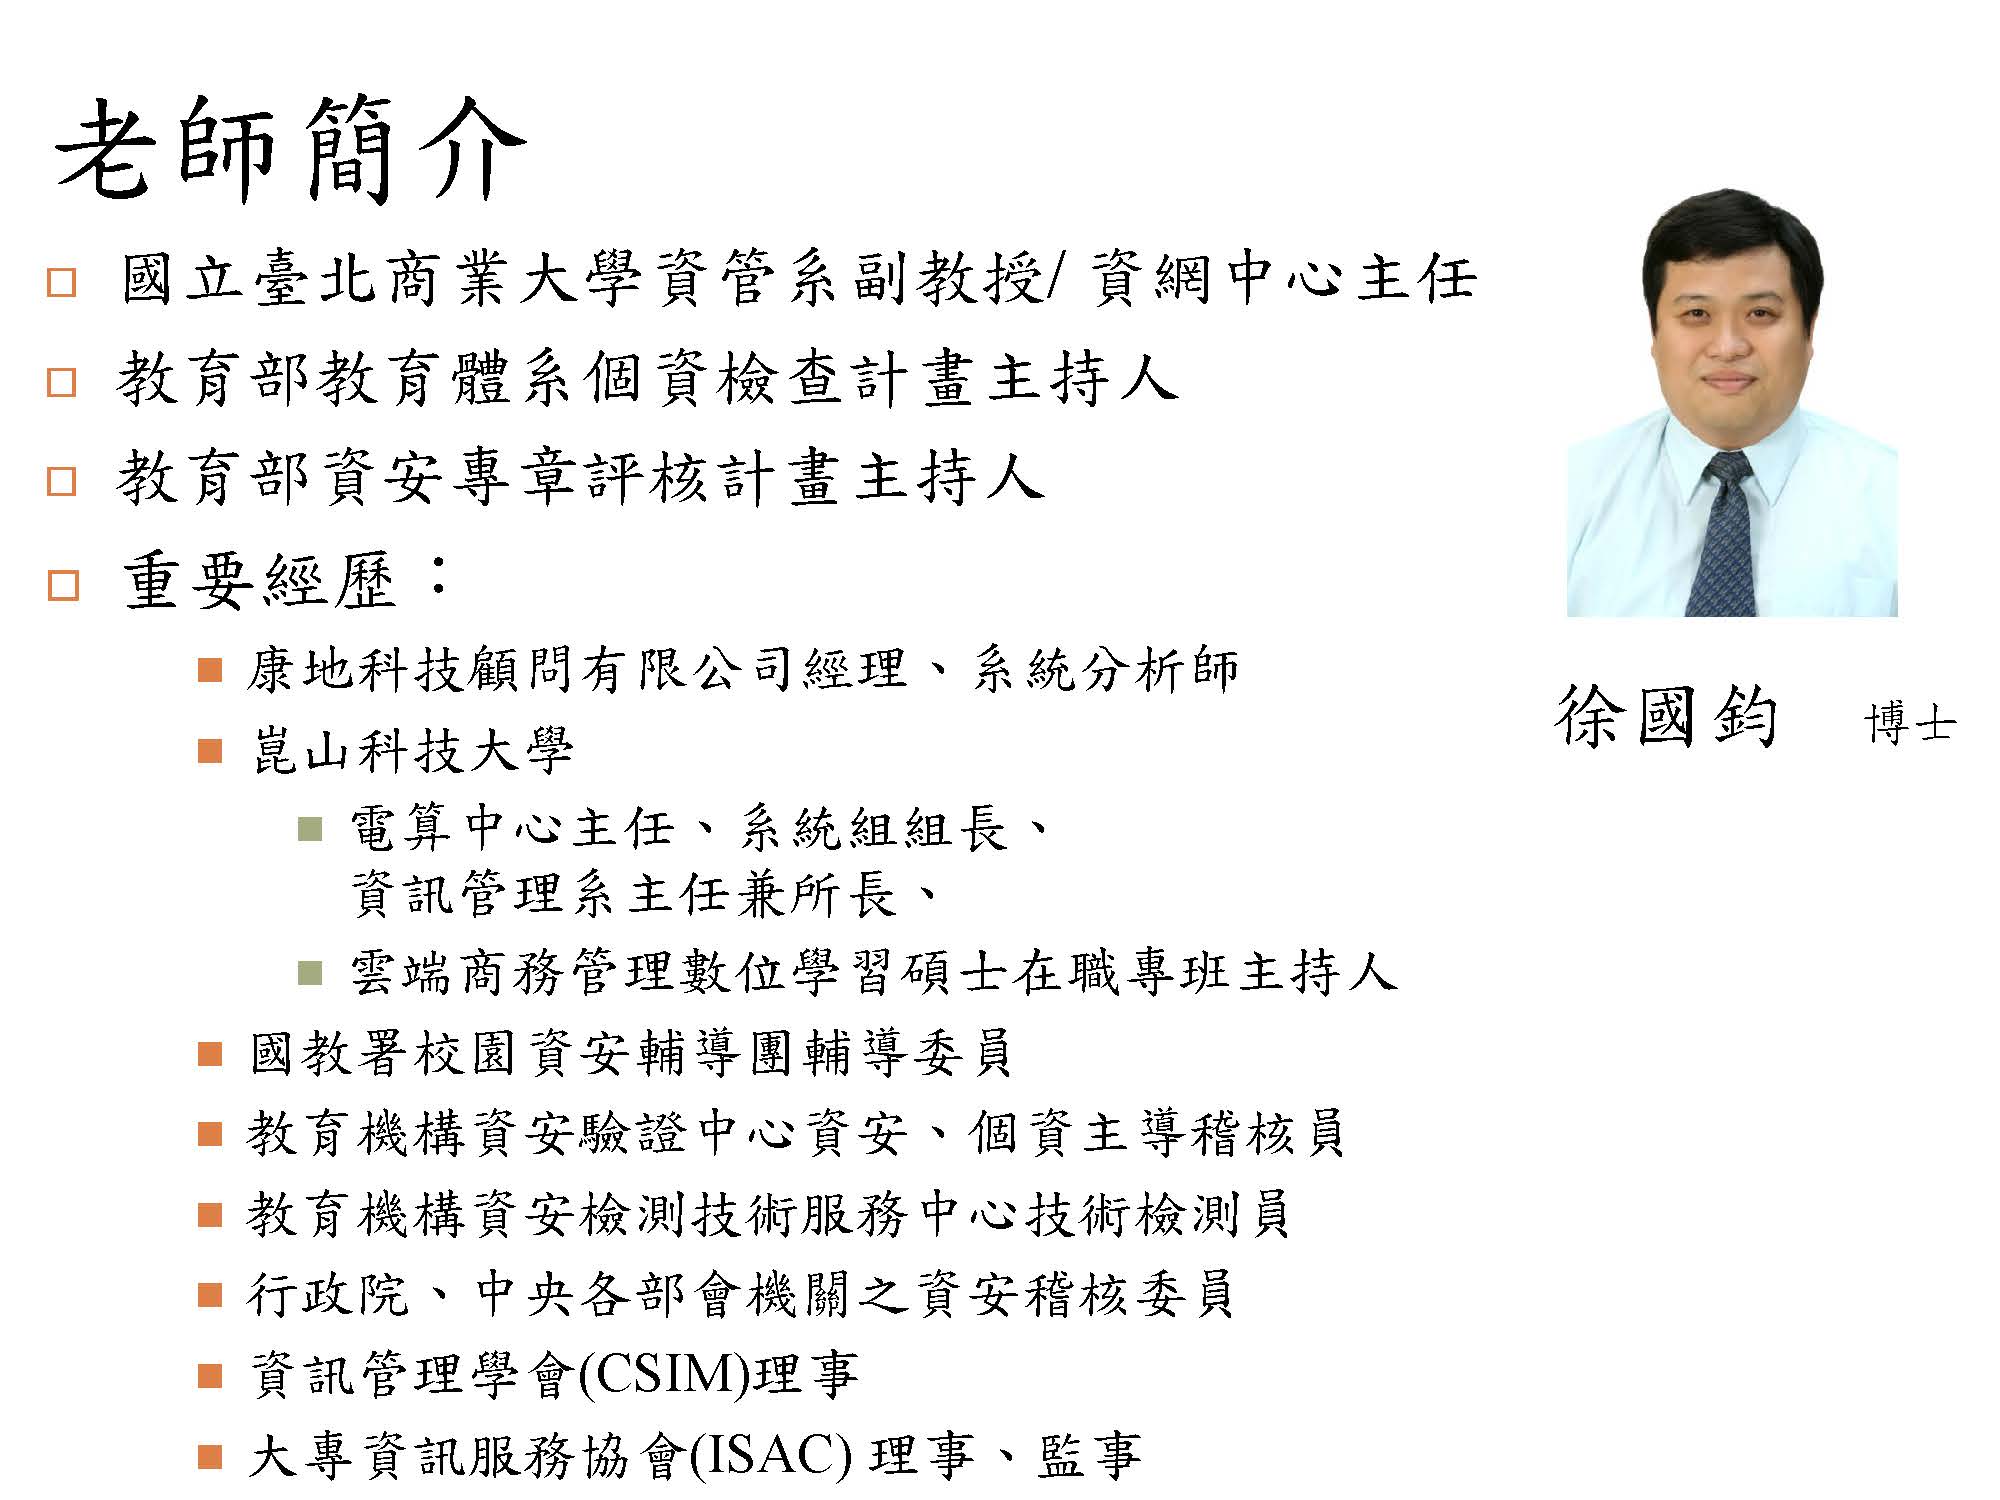 老師簡介
國立臺北商業大學資管系副教授/ 資網中心主任
教育部教育體系個資檢查計畫主持人
教育部資安專章評核計畫主持人
重要經歷：
康地科技顧問有限公司經理、系統分析師
崑山科技大學
電算中心主任、系統組組長、
資訊管理系主任兼所長、
雲端商務管理數位學習碩士在職專班主持人
國教署校園資安輔導團輔導委員
教育機構資安驗證中心資安、個資主導稽核員
教育機構資安檢測技術服務中心技術檢測員
行政院、中央各部會機關之資安稽核委員
資訊管理學會(CSIM)理事
大專資訊服務協會(ISAC) 理事、監事
徐國鈞 博士